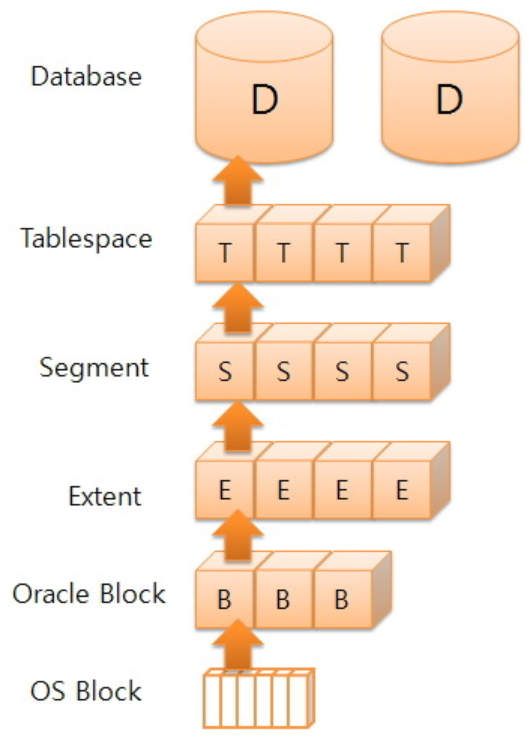 Database D D
Tablespace T T T T
Segment S S S S
Extent E E E E
Oracle Block B B B
OS Block